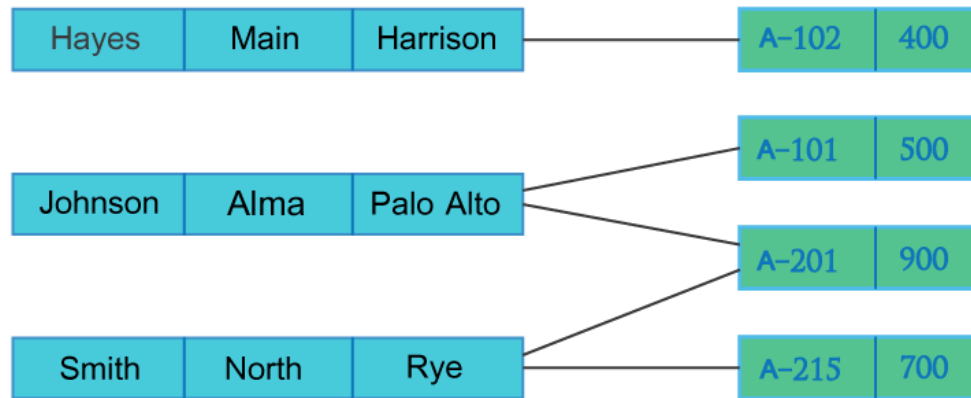 Hayes Main Harrison A-102 400
A-101 500
Johnson Alma Palo Alto
A-201 900
Smith North Rye A-215 700